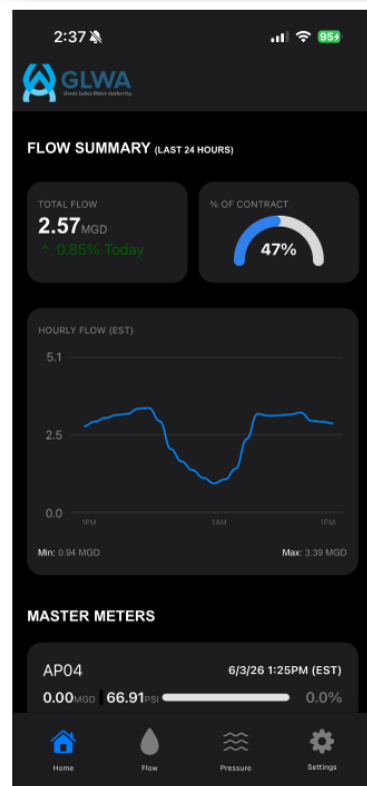 2:37
95
GLWA
Great Lakes Water Authority
FLOW SUMMARY (LAST 24 HOURS)
TOTAL FLOW
2.57 MGD
^ 0.85% Today
% OF CONTRACT
47%
HOURLY FLOW (EST)
5.1
2.5
0.0
1PM 1AM 1PM
Min: 0.94 MGD Max: 3.39 MGD
MASTER METERS
AP04 6/3/26 1:25PM (EST)
0.00MGD 66.91PSI 0.0%
Home Flow Pressure Settings